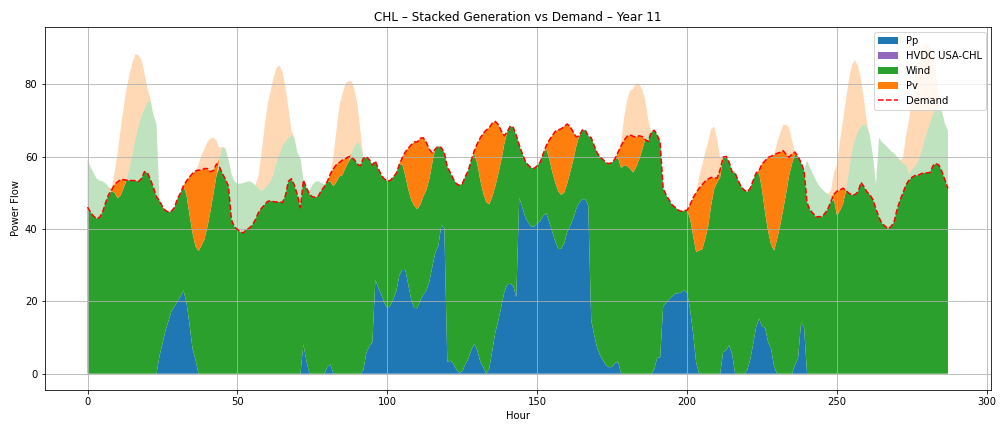 CHL – Stacked Generation vs Demand – Year 11
Pp
HVDC USA-CHL
Wind
Pv
Demand
Power Flow
80
60
40
20
0
0 50 100 150 200 250 300
Hour